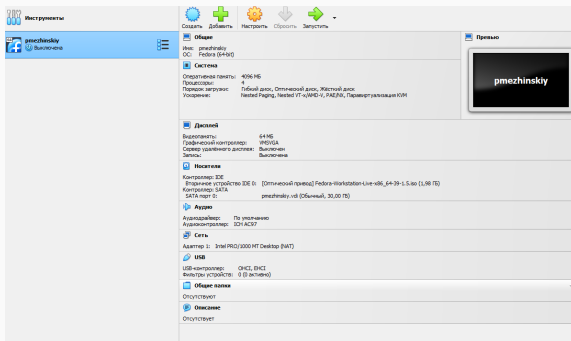 Инструменты
Создать Добавить Настроить Сбросить Запустить
pmezhinskiy
Выключена
Общие
Имя: pmezhinskiy
ОС: Fedora (64-bit)
Превью
pmezhinskiy
Система
Оперативная память: 4096 МБ
Процессоры: 4
Порядок загрузки: Гибкий диск, Оптический диск, Жёсткий диск
Ускорение: Nested Paging, Nested VT-x/AMD-V, PAE/NX, Паравиртуализация KVM
Дисплей
Видеопамять: 64 МБ
Графический контроллер: VMSVGA
Сервер удалённого дисплея: Выключен
Запись: Выключена
Носители
Контроллер: IDE
Вторичное устройство IDE 0: [Оптический привод] Fedora-Workstation-Live-x86_64-39-1.5.iso (1,98 ГБ)
Контроллер: SATA
SATA порт 0: pmezhinskiy.vdi (Обычный, 30,00 ГБ)
Аудио
Аудиодрайвер: По умолчанию
Аудиоконтроллер: ICH AC97
Сеть
Адаптер 1: Intel PRO/1000 MT Desktop (NAT)
USB
USB-контроллер: OHCI, EHCI
Фильтры устройств: 0 (0 активно)
Общие папки
Отсутствуют
Описание
Отсутствует